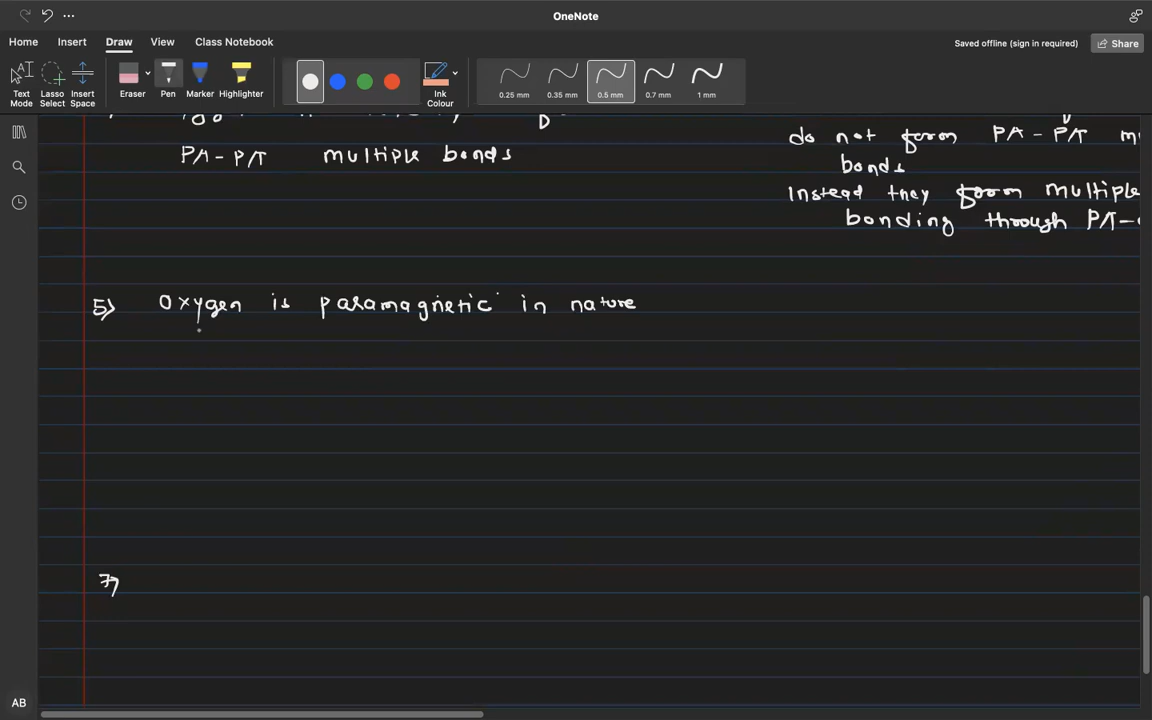 OneNote
Home Insert Draw View Class Notebook
Saved offline (sign in required) Share
Text Mode
Lasso Select
Insert Space
Eraser
Pen
Marker
Highlighter
Ink Colour
0.25 mm 0.35 mm 0.5 mm 0.7 mm 1 mm
Pπ - Pπ multiple bonds
do not form Pπ - Pπ m
bonds
Instead they form multiple
bonding through Pπ-
5) Oxygen is paramagnetic in nature
7)
AB